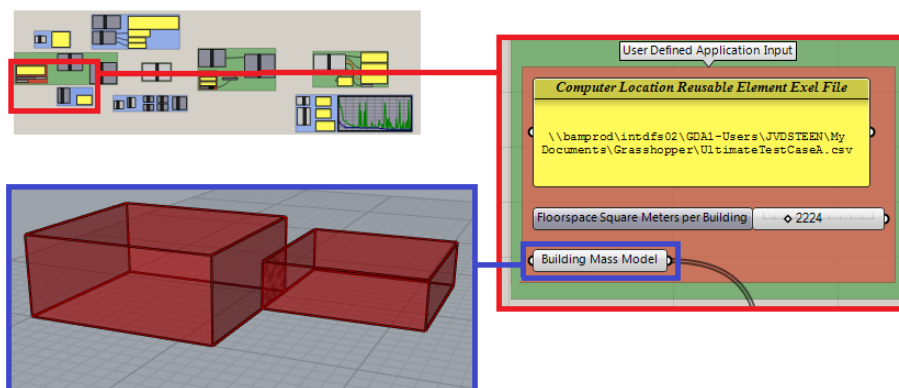 User Defined Application Input
Computer Location Reusable Element Exel File
\\bamprod\intdfs02\GDA1-Users\JVDSTEEN\My
Documents\Grasshopper\UltimateTestCaseA.csv
Floorspace Square Meters per Building
2224
Building Mass Model